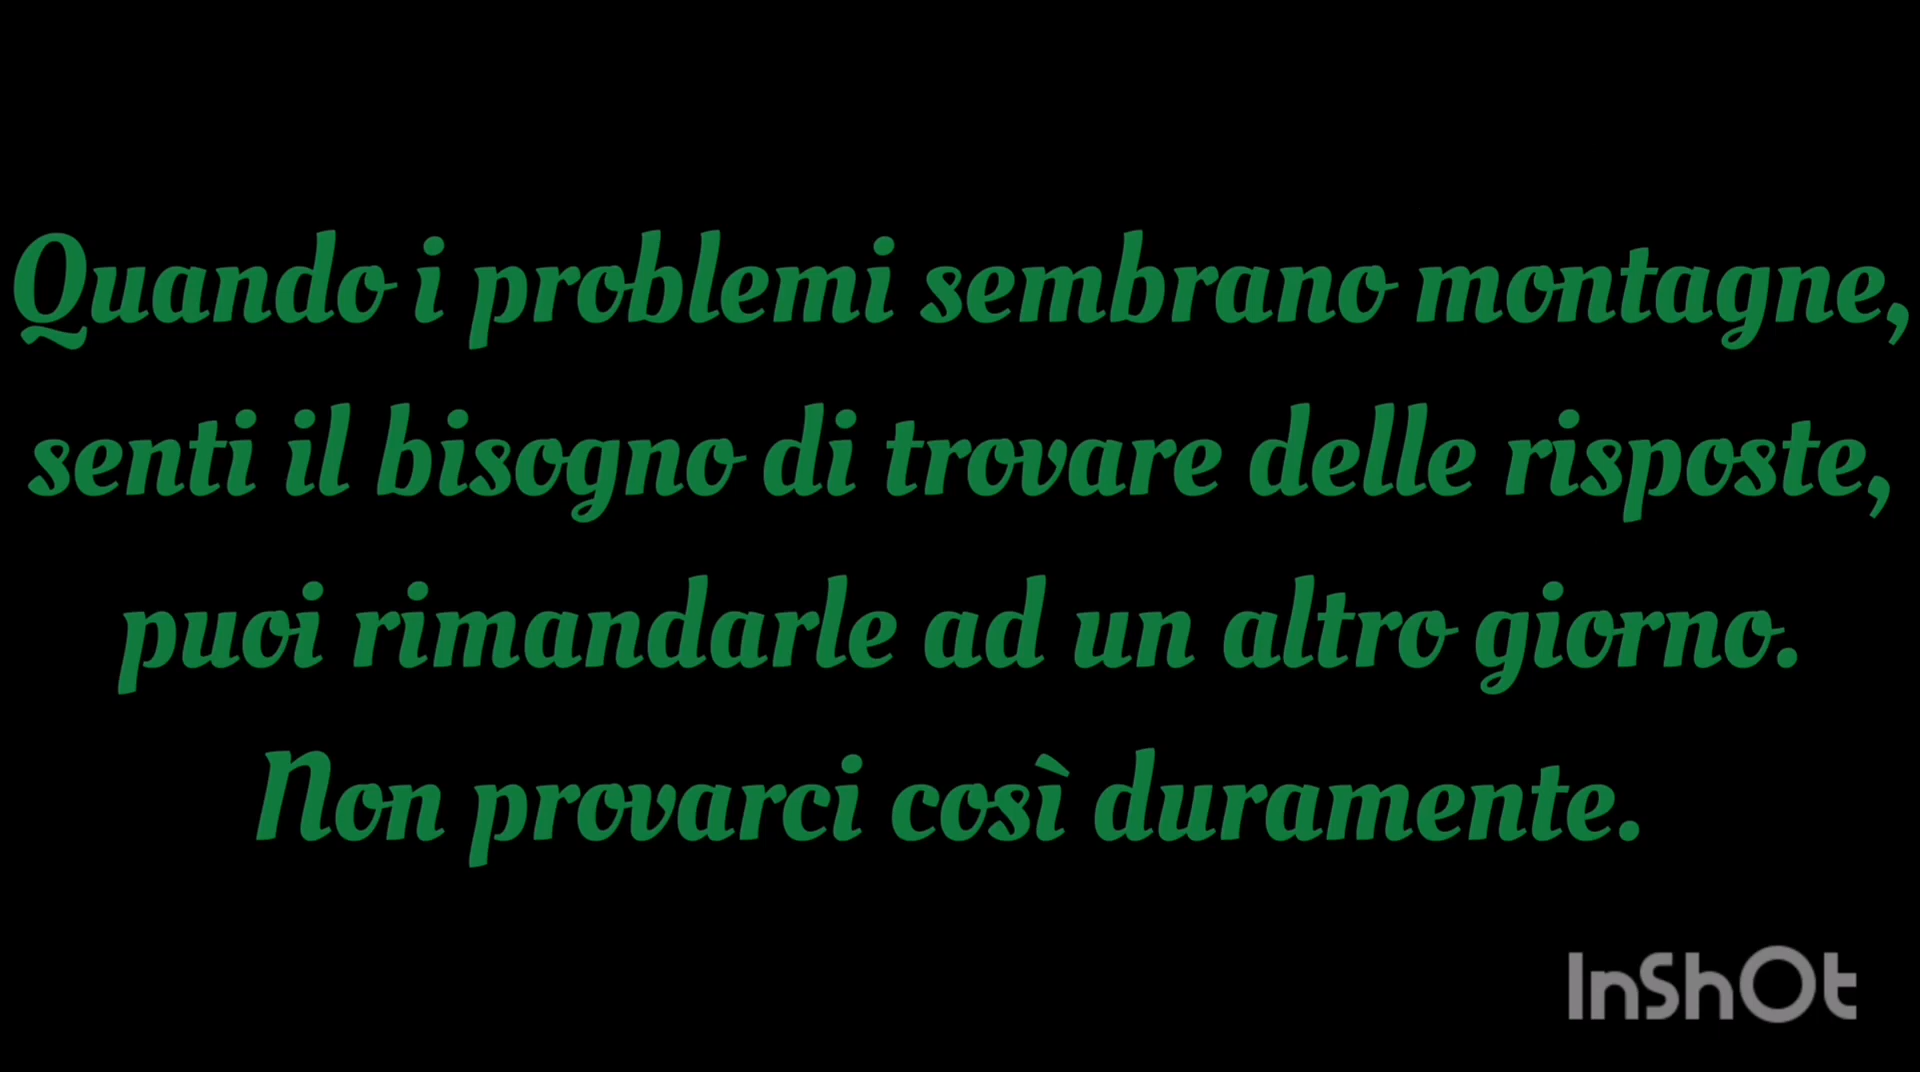 Quando i problemi sembrano montagne,
senti il bisogno di trovare delle risposte,
puoi rimandarle ad un altro giorno.
Non provarci così duramente.
InShOt